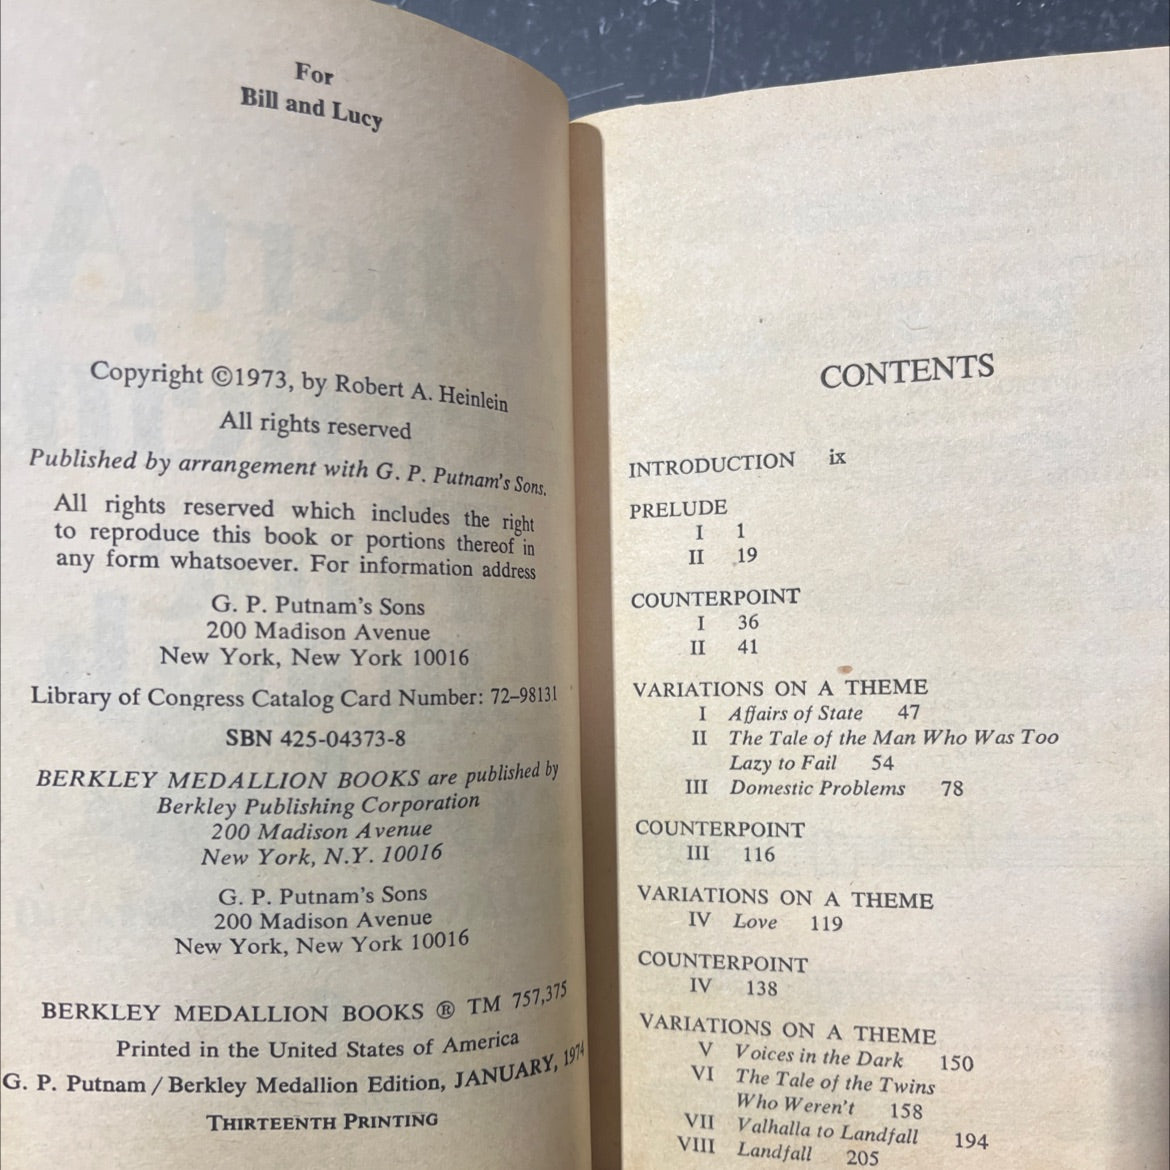 For
Bill and Lucy
Copyright ©1973, by Robert A. Heinlein
All rights reserved
Published by arrangement with G. P. Putnam's Sons.
All rights reserved which includes the right
to reproduce this book or portions thereof in
any form whatsoever. For information address
G. P. Putnam's Sons
200 Madison Avenue
New York, New York 10016
Library of Congress Catalog Card Number: 72–98131
SBN 425-04373-8
BERKLEY MEDALLION BOOKS are published by
Berkley Publishing Corporation
200 Madison Avenue
New York, N.Y. 10016
G. P. Putnam's Sons
200 Madison Avenue
New York, New York 10016
BERKLEY MEDALLION BOOKS ® TM 757,375
Printed in the United States of America
G. P. Putnam / Berkley Medallion Edition, JANUARY, 1974
THIRTEENTH PRINTING
CONTENTS
INTRODUCTION ix
PRELUDE
I 1
II 19
COUNTERPOINT
I 36
II 41
VARIATIONS ON A THEME
I Affairs of State 47
II The Tale of the Man Who Was Too
Lazy to Fail 54
III Domestic Problems 78
COUNTERPOINT
III 116
VARIATIONS ON A THEME
IV Love 119
COUNTERPOINT
IV 138
VARIATIONS ON A THEME
V Voices in the Dark 150
VI The Tale of the Twins
Who Weren't 158
VII Valhalla to Landfall 194
VIII Landfall 205